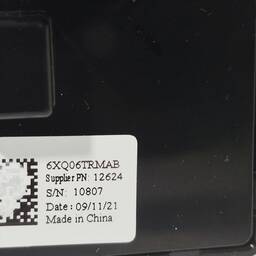 6XQ06TRMAB
Supplier PN: 12624
S/N: 10807
Date: 09/11/21
Made in China